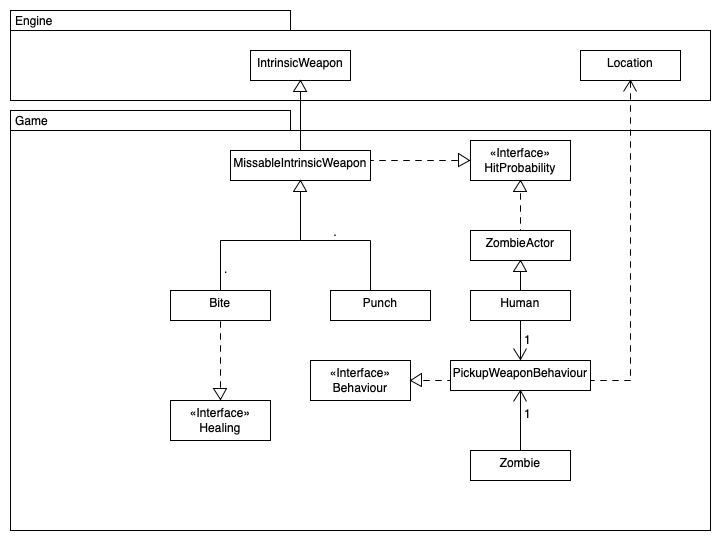 Engine
IntrinsicWeapon
Location
Game
MissableIntrinsicWeapon
«Interface»
HitProbability
.
ZombieActor
.
Bite
Punch
Human
1
«Interface»
Behaviour
PickupWeaponBehaviour
«Interface»
Healing
1
Zombie